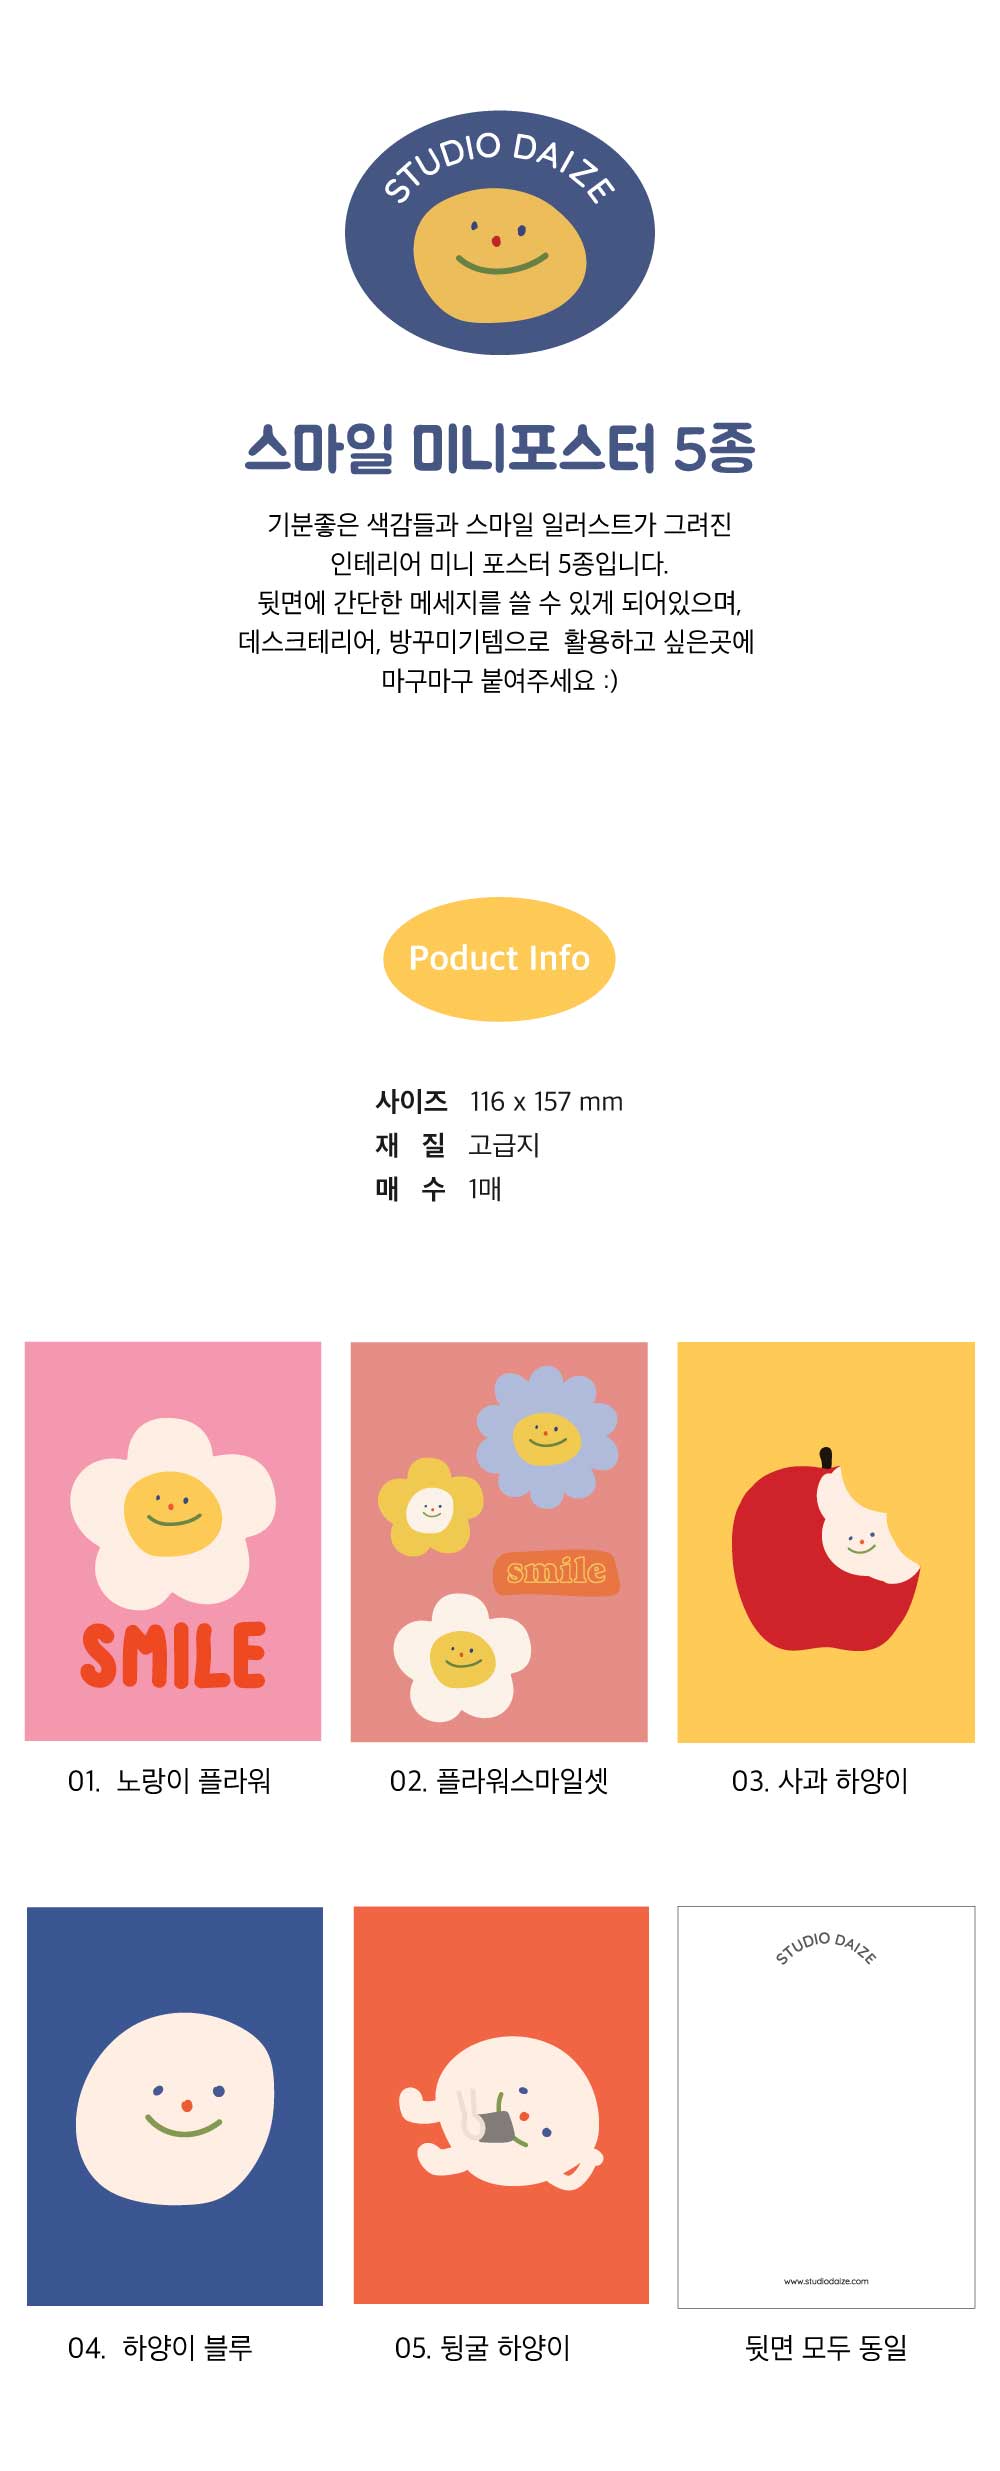 STUDIO DAIZE
스마일 미니포스터 5종
기분좋은 색감들과 스마일 일러스트가 그려진
인테리어 미니 포스터 5종입니다.
뒷면에 간단한 메세지를 쓸 수 있게 되어있으며,
데스크테리어, 방꾸미기템으로 활용하고 싶은곳에
마구마구 붙여주세요 :)
Poduct Info
사이즈 116 x 157 mm
재 질 고급지
매 수 1매
SMILE
smile
01. 노랑이 플라워
02. 플라워스마일셋
03. 사과 하양이
STUDIO DAIZE
www.studiodaize.com
04. 하양이 블루
05. 뒹굴 하양이
뒷면 모두 동일